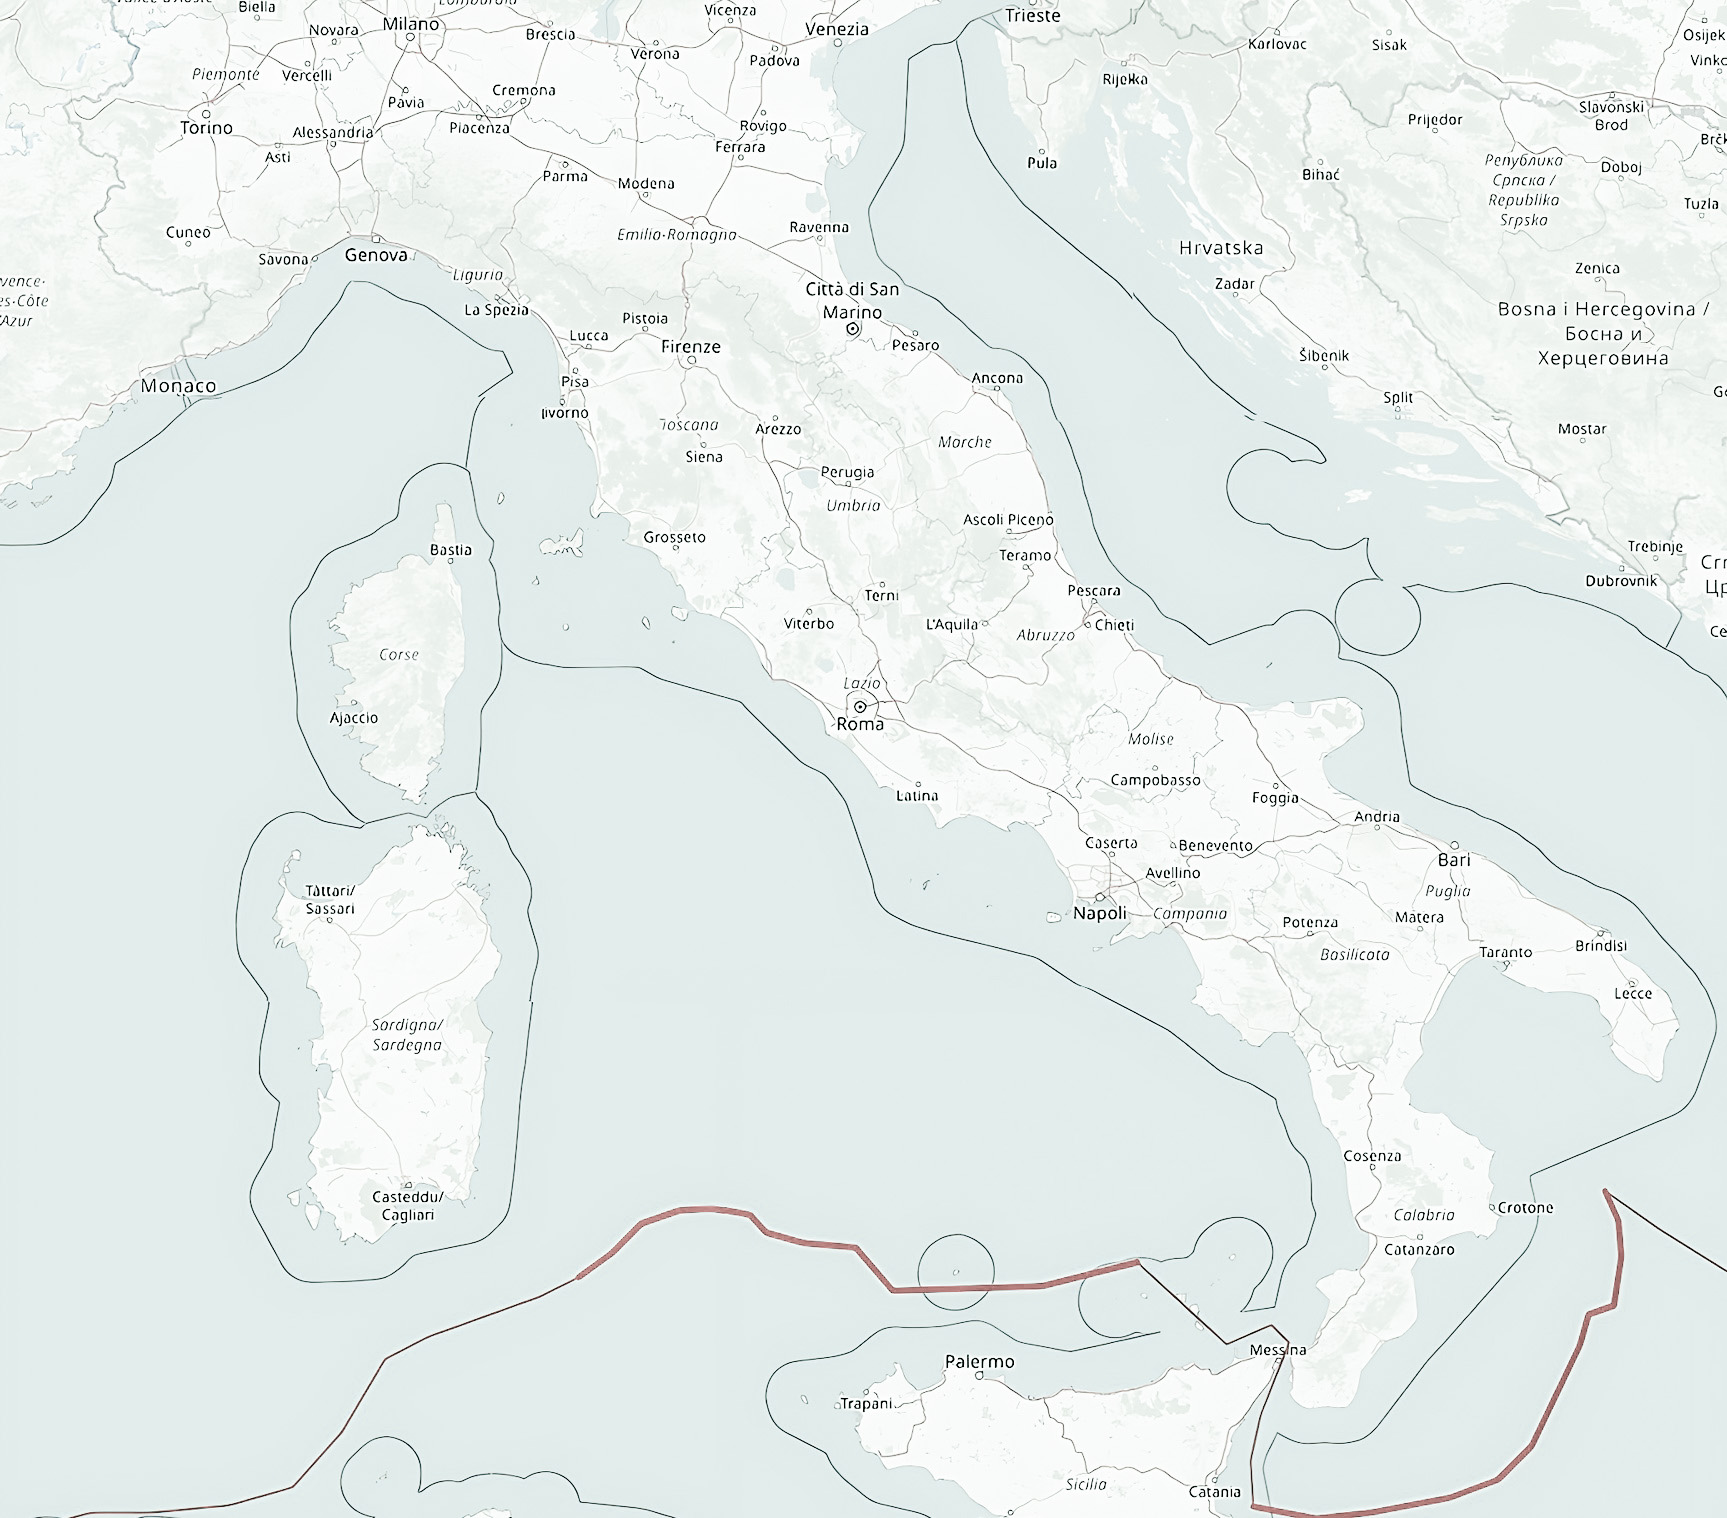 Biella
Lombardia
Vicenza
Trieste
Novara
Milano
Brescia
Venezia
Verona
Padova
Karlovac
Sisak
Osijek
Piemonte
Vercelli
Cremona
Rijeka
Pavia
Piacenza
Prijedor
Slavonski
Brod
Torino
Alessandria
Rovigo
Ferrara
Asti
Pula
Parma
Modena
Bihać
Република
Српска /
Republika
Srpska
Doboj
Tuzla
Cuneo
Savona
Genova
Emilia-Romagna
Ravenna
Hrvatska
Liguria
La Spezia
Città di San
Marino
Zadar
Zenica
Bosna i Hercegovina /
Босна и
Херцеговина
Pistoia
Lucca
Firenze
Pesaro
Šibenik
Monaco
Pisa
Ancona
Split
Toscana
Arezzo
Marche
Mostar
Siena
Perugia
Umbria
Ascoli Piceno
Grosseto
Bastia
Teramo
Trebinje
Dubrovnik
Terni
Pescara
Viterbo
L'Aquila
Abruzzo
Chieti
Corse
Lazio
Roma
Ajaccio
Molise
Campobasso
Latina
Foggia
Andria
Caserta
Benevento
Bari
Avellino
Puglia
Tàttari/
Sassari
Napoli
Campania
Potenza
Matera
Brindisi
Basilicata
Taranto
Lecce
Sardigna/
Sardegna
Cosenza
Casteddu/
Cagliari
Crotone
Calabria
Catanzaro
Messina
Palermo
Trapani
Sicilia
Catania